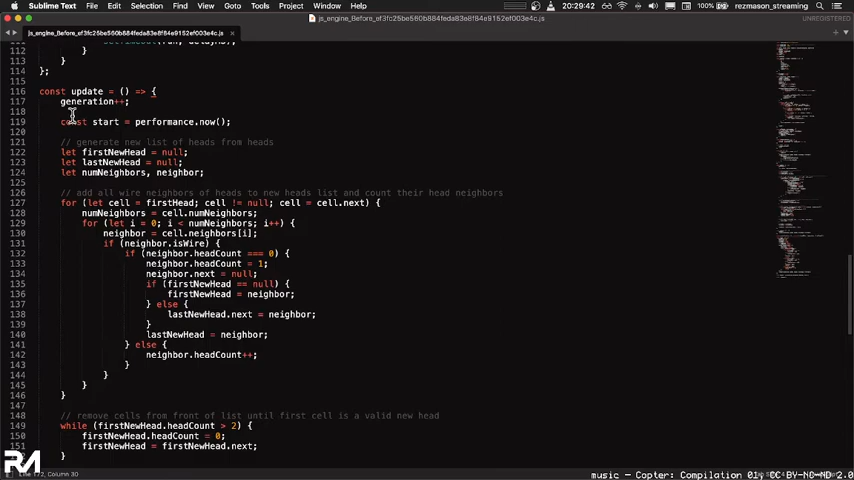 Sublime Text File Edit Selection Find View Goto Tools Project Window Help 100% 20:29:42 rezmason_streaming
js_engine_Before_ef3fc25be560b884feda83e8f84e9151ef003e4c.js UNREGISTERED
js_engine_Before_ef3fc25be560b884feda83e8f84e9152ef003e4c.js
112 }
113 }
114 };
115
116 const update = () => {
117 generation++;
118
119 const start = performance.now();
120
121 // generate new list of heads from heads
122 let firstNewHead = null;
123 let lastNewHead = null;
124 let numNeighbors, neighbor;
125
126 // add all wire neighbors of heads to new heads list and count their head neighbors
127 for (let cell = firstHead; cell != null; cell = cell.next) {
128 numNeighbors = cell.numNeighbors;
129 for (let i = 0; i < numNeighbors; i++) {
130 neighbor = cell.neighbors[i];
131 if (neighbor.isWire) {
132 if (neighbor.headCount === 0) {
133 neighbor.headCount = 1;
134 neighbor.next = null;
135 if (firstNewHead == null) {
136 firstNewHead = neighbor;
137 } else {
138 lastNewHead.next = neighbor;
139 }
140 lastNewHead = neighbor;
141 } else {
142 neighbor.headCount++;
143 }
144 }
145 }
146 }
147
148 // remove cells from front of list until first cell is a valid new head
149 while (firstNewHead.headCount > 2) {
150 firstNewHead.headCount = 0;
151 firstNewHead = firstNewHead.next;
}
Line 172, Column 30
music - Copter: Compilation 01, CC BY-NC-ND 2.0